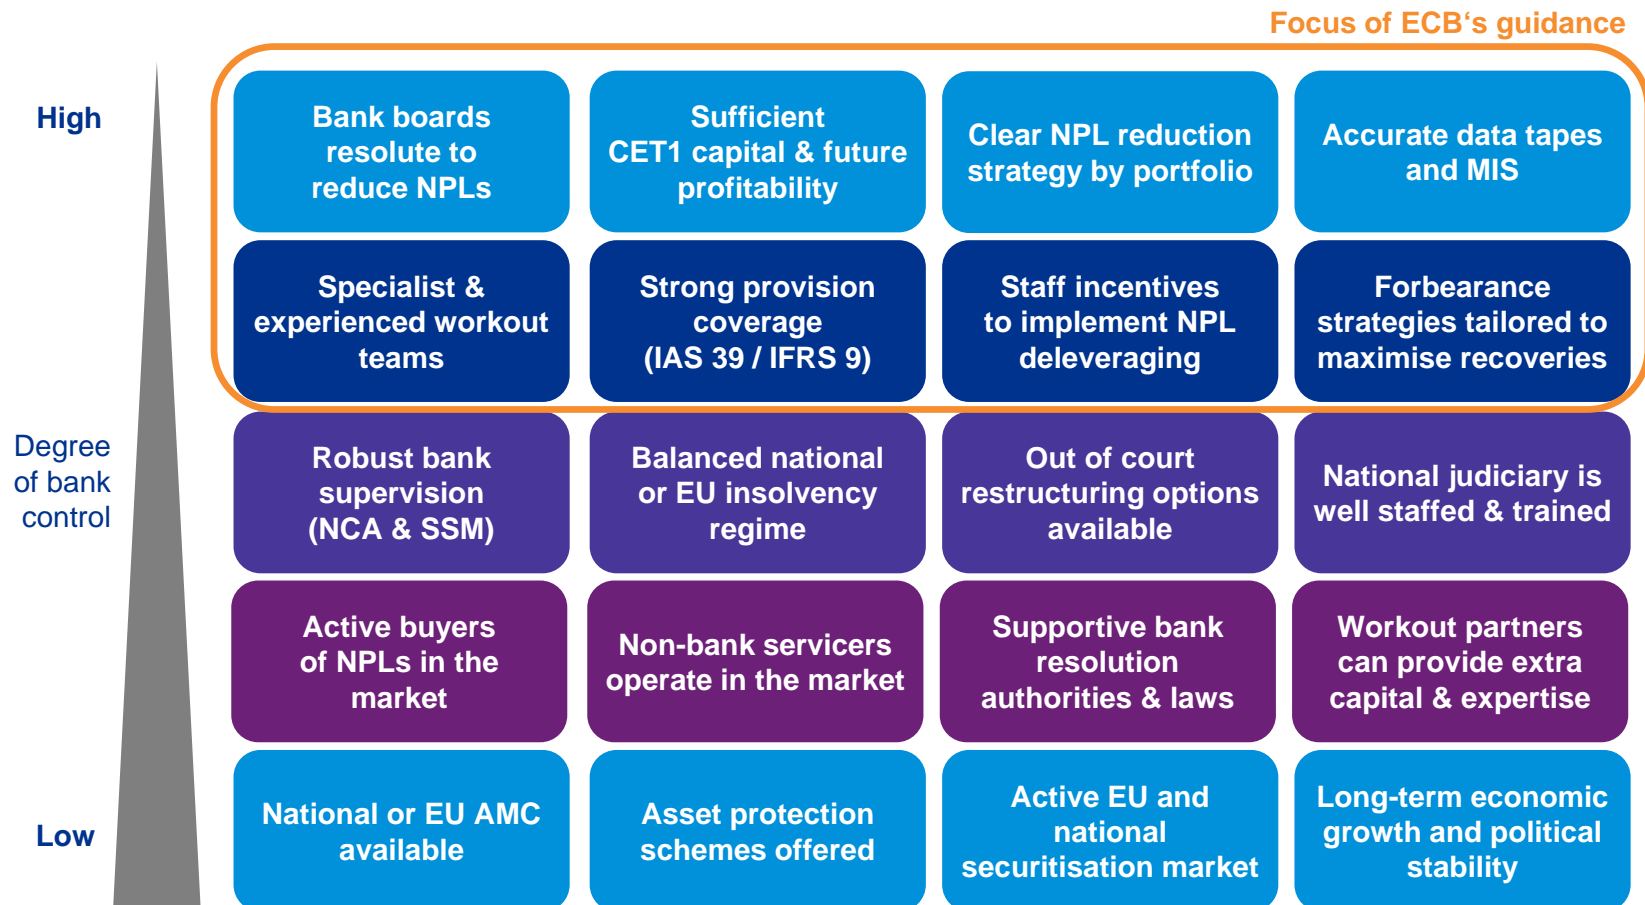 Focus of ECB‘s guidance
High
Bank boards
resolute to
reduce NPLs
Sufficient
CET1 capital & future
profitability
Clear NPL reduction
strategy by portfolio
Accurate data tapes
and MIS
Specialist &
experienced workout
teams
Strong provision
coverage
(IAS 39 / IFRS 9)
Staff incentives
to implement NPL
deleveraging
Forbearance
strategies tailored to
maximise recoveries
Degree
of bank
control
Robust bank
supervision
(NCA & SSM)
Balanced national
or EU insolvency
regime
Out of court
restructuring options
available
National judiciary is
well staffed & trained
Active buyers
of NPLs in the
market
Non-bank servicers
operate in the market
Supportive bank
resolution
authorities & laws
Workout partners
can provide extra
capital & expertise
Low
National or EU AMC
available
Asset protection
schemes offered
Active EU and
national
securitisation market
Long-term economic
growth and political
stability